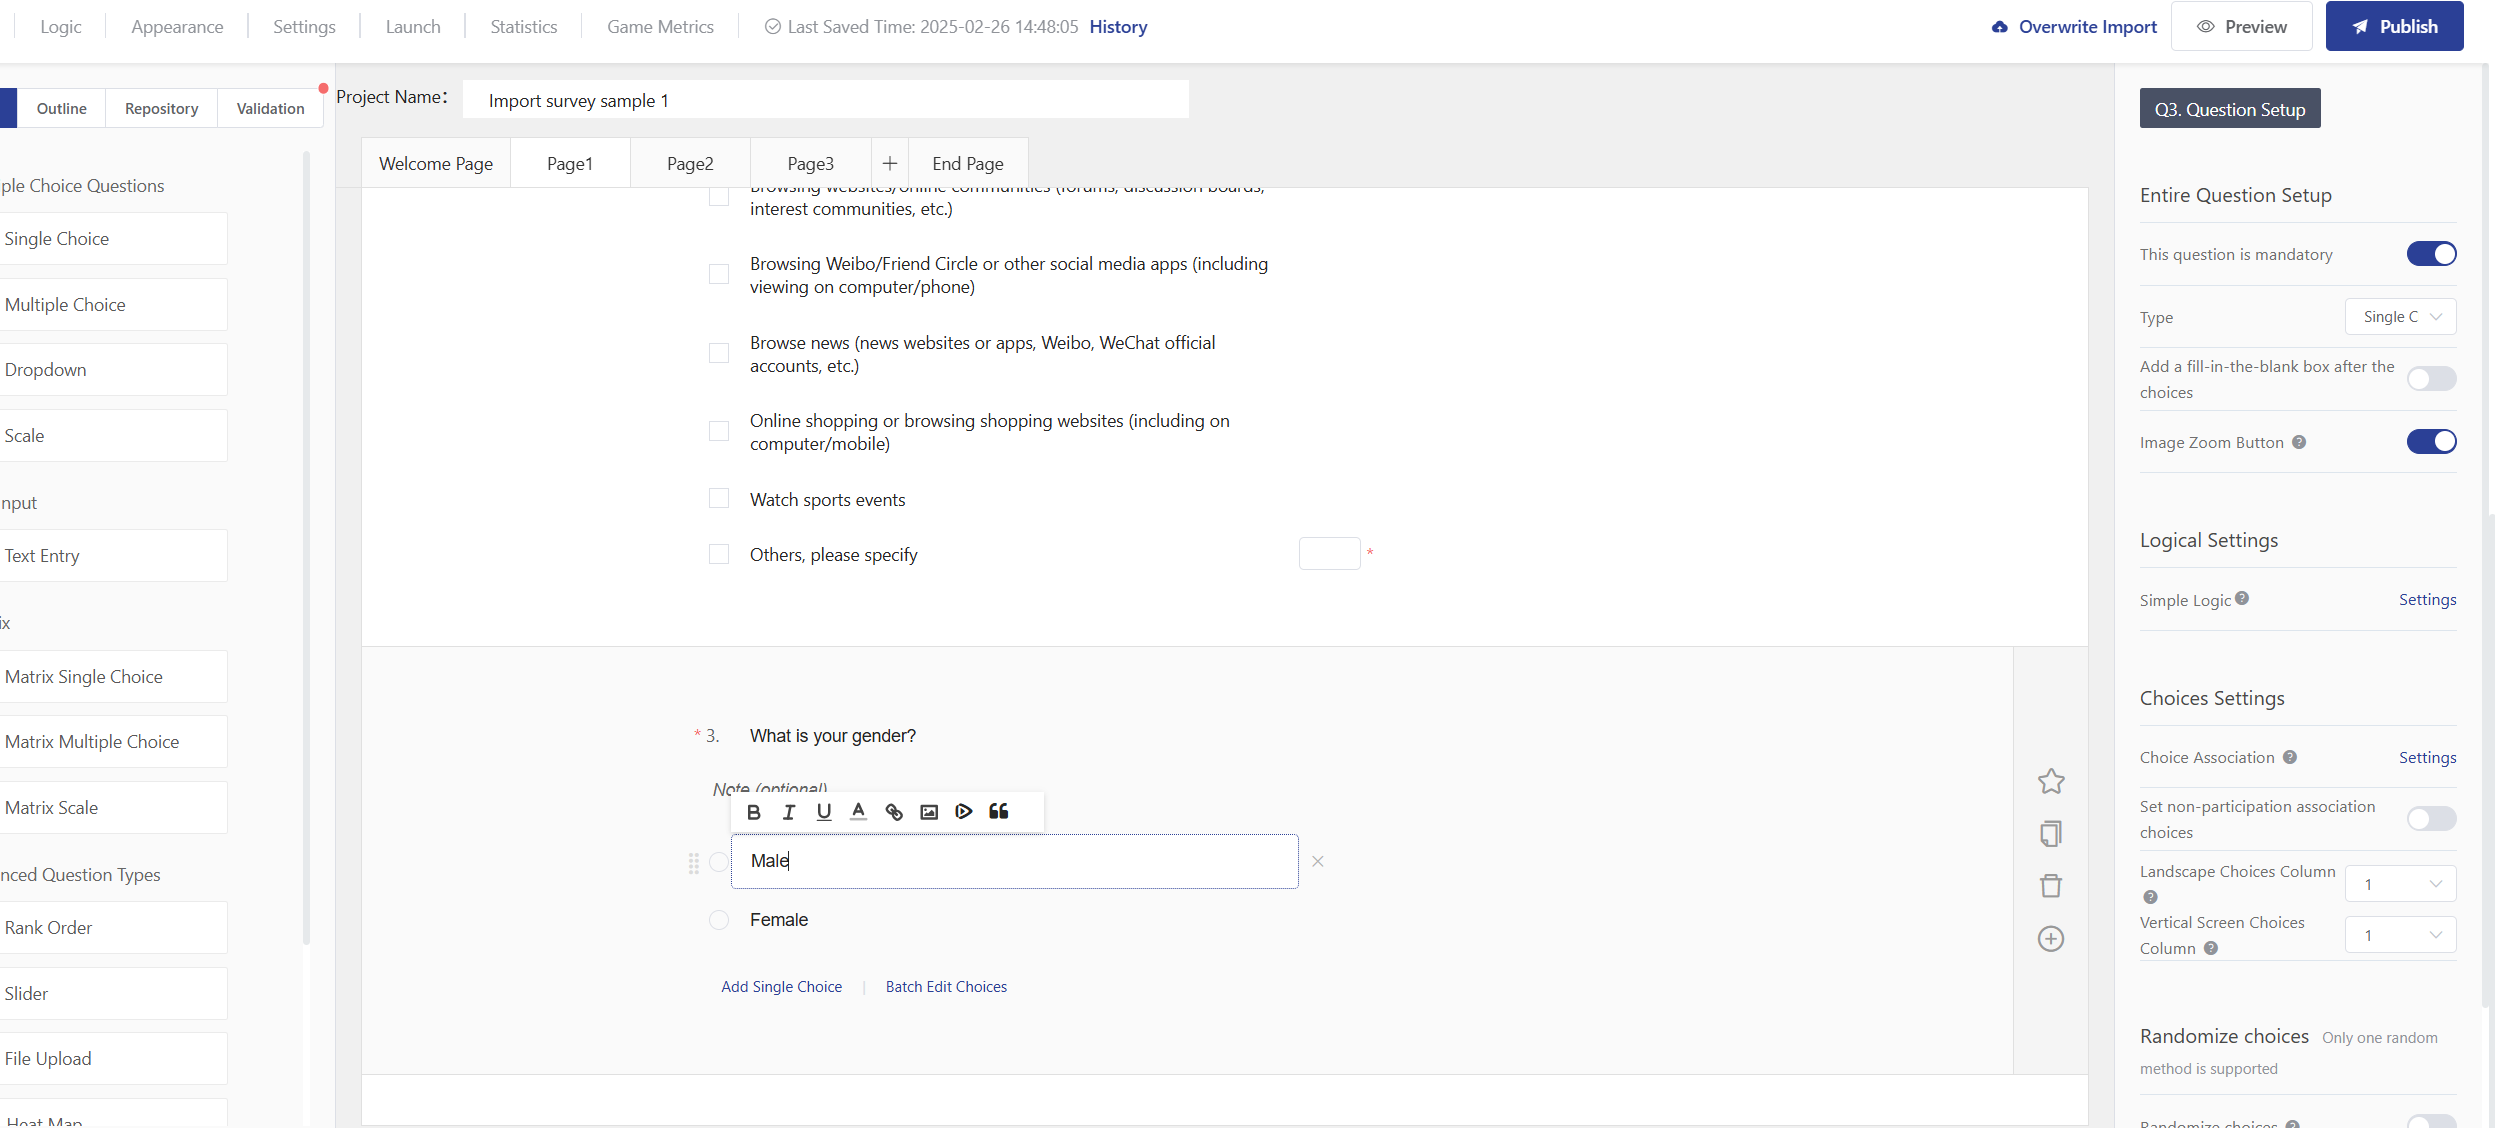 Logic
Appearance
Settings
Launch
Statistics
Game Metrics
Last Saved Time: 2025-02-26 14:48:05 History
Overwrite Import
Preview
Publish
Outline
Repository
Validation
Project Name：
Import survey sample 1
Welcome Page
Page1
Page2
Page3
End Page
ple Choice Questions
Single Choice
Multiple Choice
Dropdown
Scale
nput
Text Entry
ix
Matrix Single Choice
Matrix Multiple Choice
Matrix Scale
nced Question Types
Rank Order
Slider
File Upload
Heat Map
Browsing websites/online communities (forums, discussion boards,
interest communities, etc.)
Browsing Weibo/Friend Circle or other social media apps (including
viewing on computer/phone)
Browse news (news websites or apps, Weibo, WeChat official
accounts, etc.)
Online shopping or browsing shopping websites (including on
computer/mobile)
Watch sports events
Others, please specify *
* 3. What is your gender?
Note (optional)
Male
Female
Add Single Choice | Batch Edit Choices
Q3. Question Setup
Entire Question Setup
This question is mandatory
Type Single C
Add a fill-in-the-blank box after the
choices
Image Zoom Button
Logical Settings
Simple Logic Settings
Choices Settings
Choice Association Settings
Set non-participation association
choices
Landscape Choices Column 1
Vertical Screen Choices
Column 1
Randomize choices Only one random
method is supported
Randomize choices